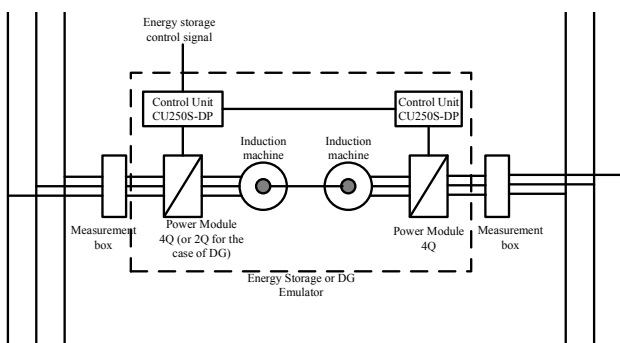 Energy storage
control signal
Control Unit
CU250S-DP
Control Unit
CU250S-DP
Induction
machine
Induction
machine
Measurement
box
Power Module
4Q (or 2Q for the
case of DG)
Power Module
4Q
Measurement
box
Energy Storage or DG
Emulator